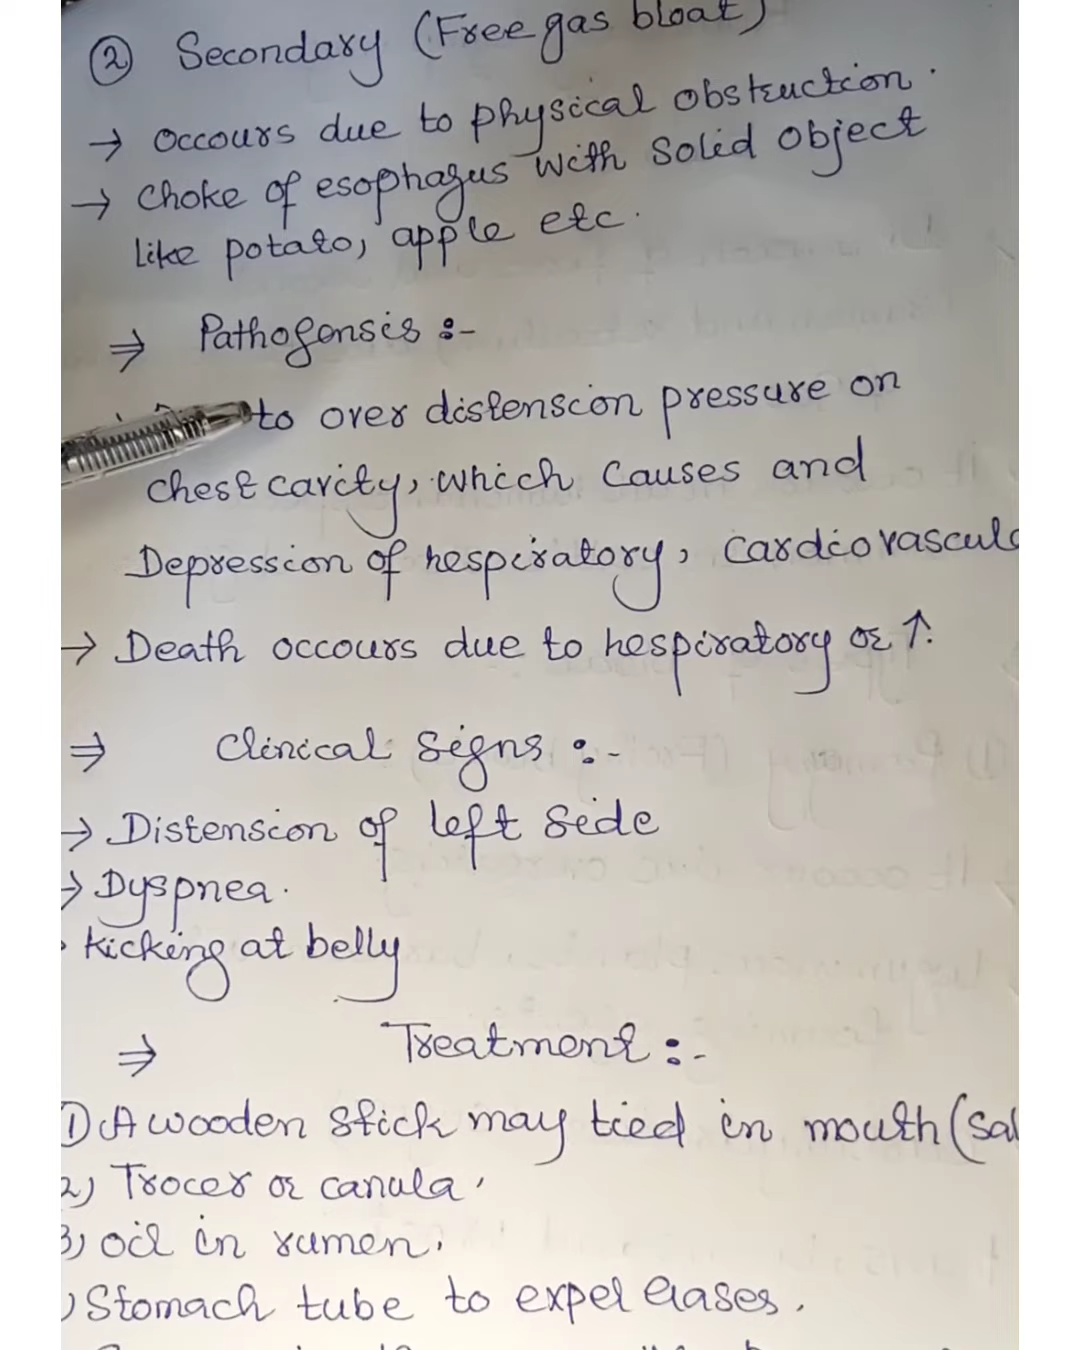 ② Secondary (Free gas bloat)
→ occours due to physical obstruction.
→ Choke of esophagus with solid object
like potato, apple etc.
⇒ Pathogensis :-
to over distension pressure on
chest cavity, which causes and
Depression of respiratory, cardiovascula
→ Death occours due to respiratory or ↑.
⇒ Clinical signs :-
→ Distension of left side
→ Dyspnea.
kicking at belly
⇒ Treatment :-
1) A wooden stick may tied in mouth (sal
2) Trocer or canula.
3) oil in rumen.
) Stomach tube to expel gases.